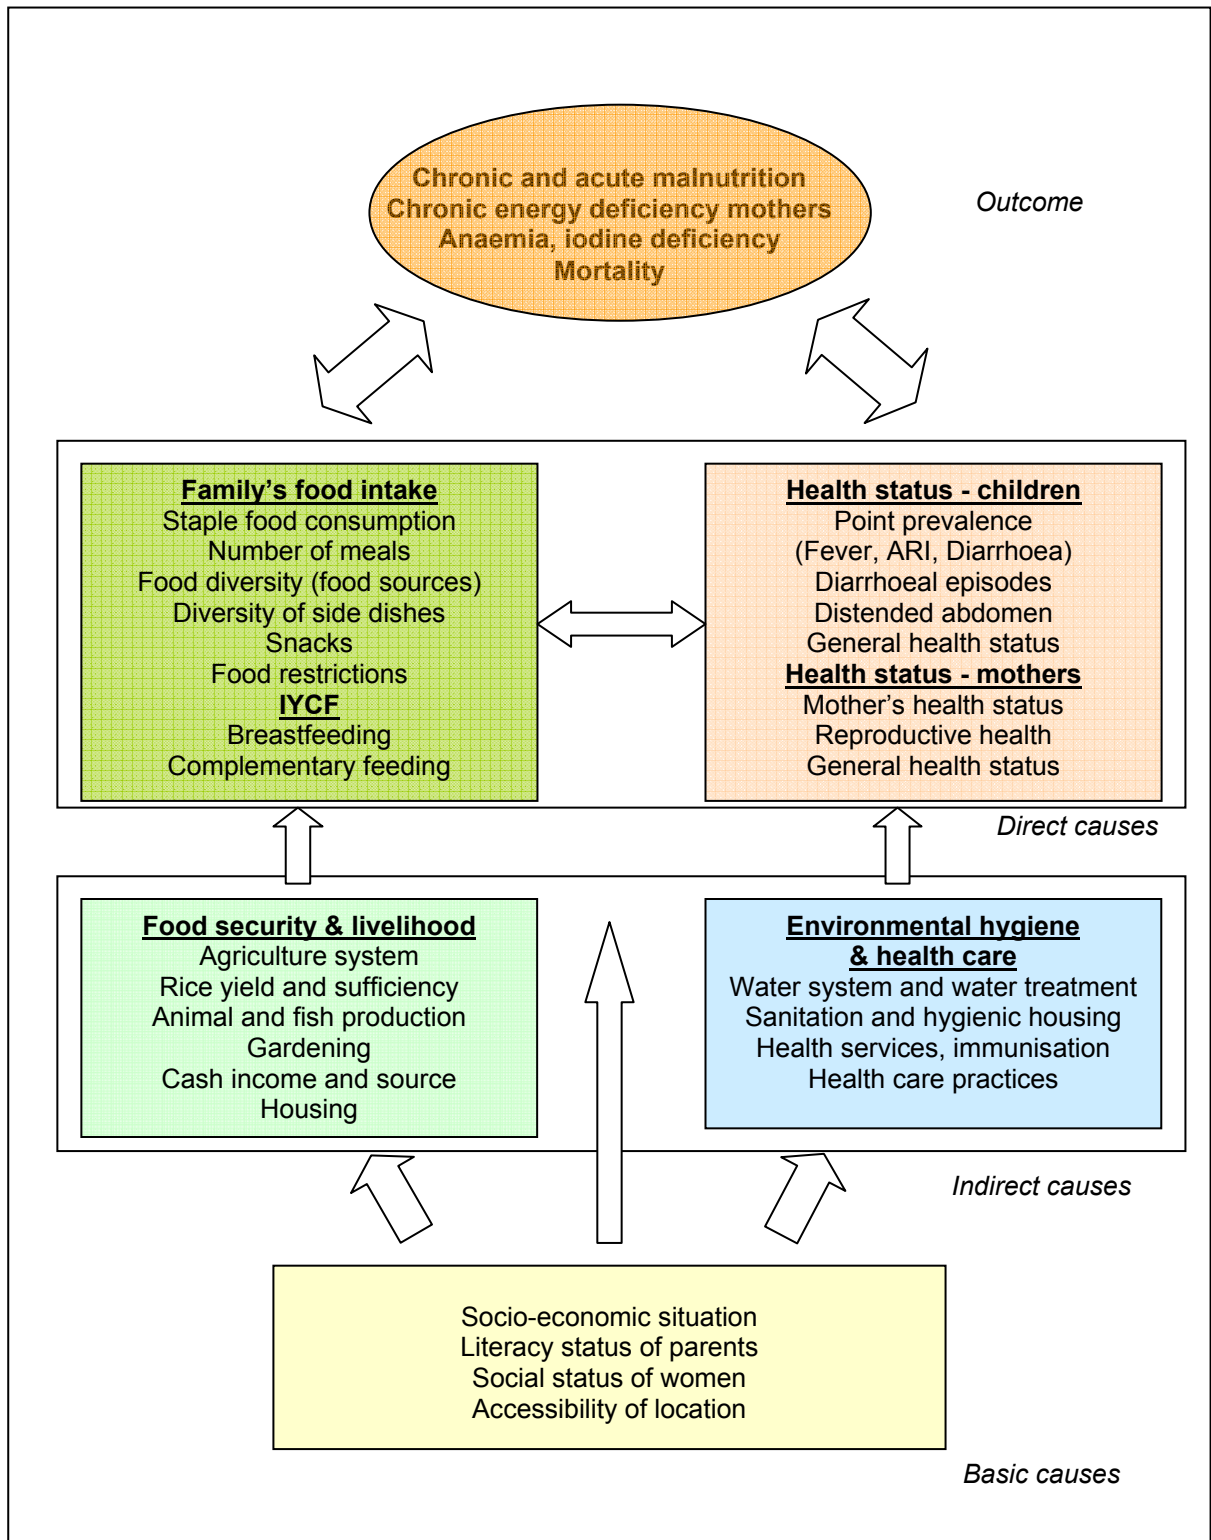 Chronic and acute malnutrition
Chronic energy deficiency mothers
Anaemia, iodine deficiency
Mortality
Outcome
Family's food intake
Staple food consumption
Number of meals
Food diversity (food sources)
Diversity of side dishes
Snacks
Food restrictions
IYCF
Breastfeeding
Complementary feeding
Health status - children
Point prevalence
(Fever, ARI, Diarrhoea)
Diarrhoeal episodes
Distended abdomen
General health status
Health status - mothers
Mother's health status
Reproductive health
General health status
Direct causes
Food security & livelihood
Agriculture system
Rice yield and sufficiency
Animal and fish production
Gardening
Cash income and source
Housing
Environmental hygiene
& health care
Water system and water treatment
Sanitation and hygienic housing
Health services, immunisation
Health care practices
Indirect causes
Socio-economic situation
Literacy status of parents
Social status of women
Accessibility of location
Basic causes